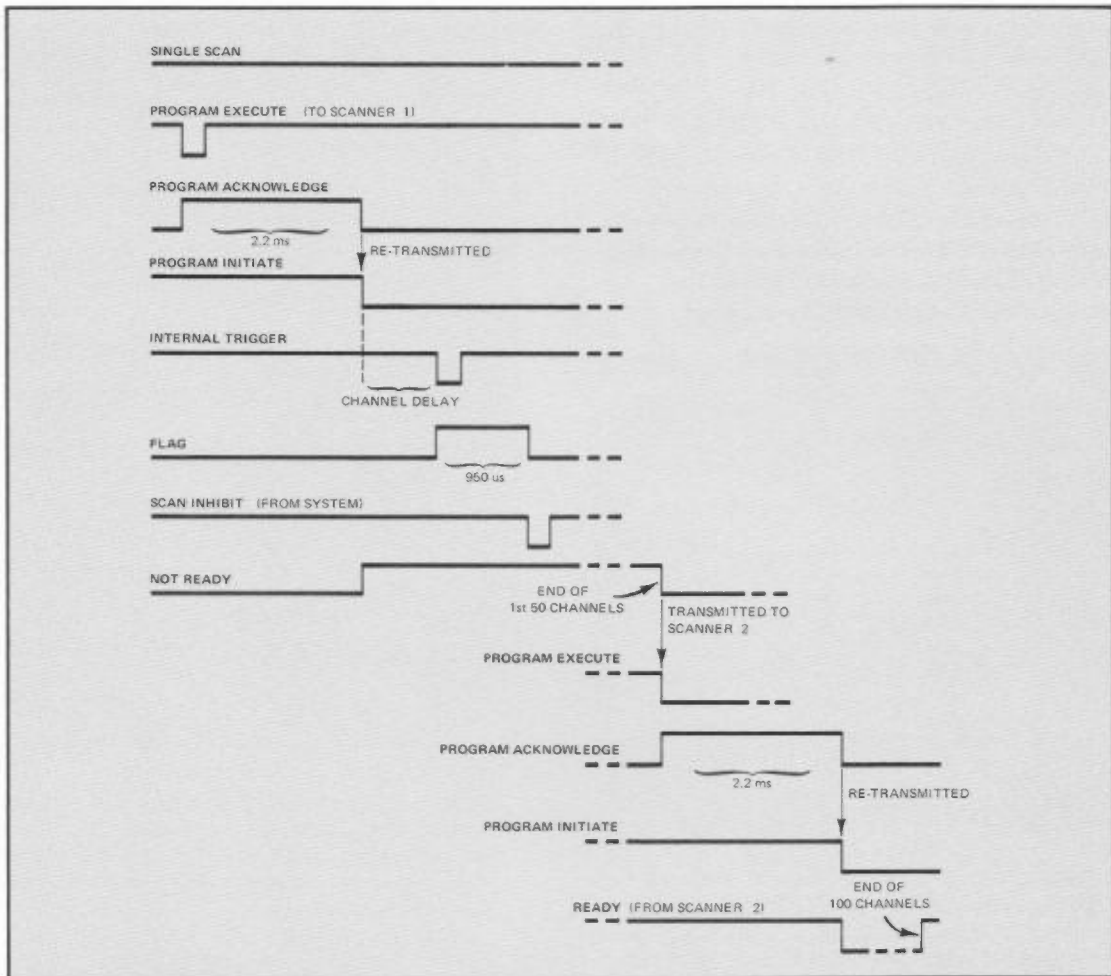 SINGLE SCAN
PROGRAM EXECUTE (TO SCANNER 1)
PROGRAM ACKNOWLEDGE
2.2 ms
RE-TRANSMITTED
PROGRAM INITIATE
INTERNAL TRIGGER
CHANNEL DELAY
FLAG
950 us
SCAN INHIBIT (FROM SYSTEM)
NOT READY
END OF
1st 50 CHANNELS
TRANSMITTED TO
SCANNER 2
PROGRAM EXECUTE
PROGRAM ACKNOWLEDGE
2.2 ms
RE-TRANSMITTED
PROGRAM INITIATE
END OF
100 CHANNELS
READY (FROM SCANNER 2)